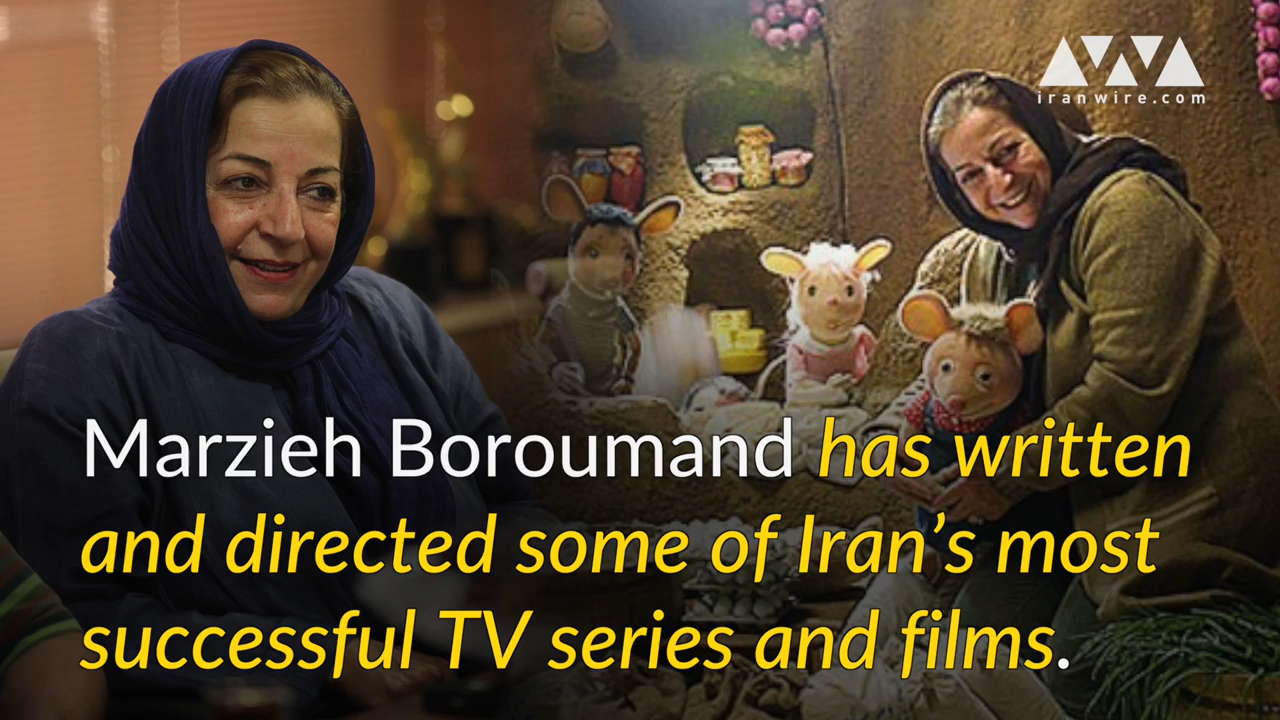 iranwire.com
Marzieh Boroumand has written
and directed some of Iran’s most
successful TV series and films.